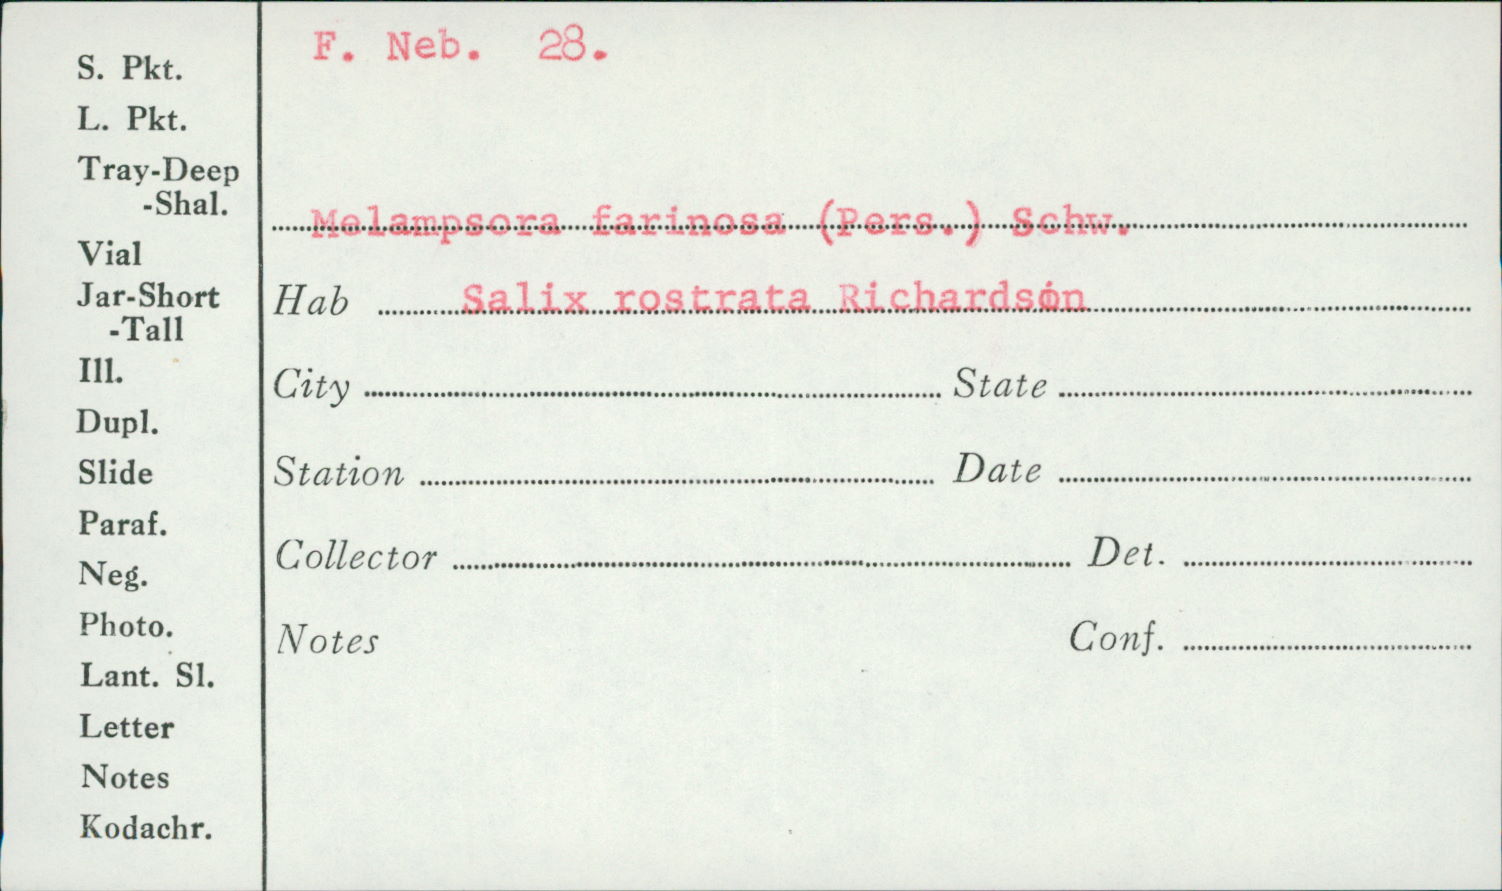 F. Neb. 28.
S. Pkt.
L. Pkt.
Tray-Deep
-Shal.
Vial
Jar-Short
-Tall
Ill.
Dupl.
Slide
Paraf.
Neg.
Photo.
Lant. Sl.
Letter
Notes
Kodachr.
Melampsora farinosa (Pers.) Schw.
Hab Salix rostrata Richardson
City State
Station Date
Collector Det.
Notes Conf.